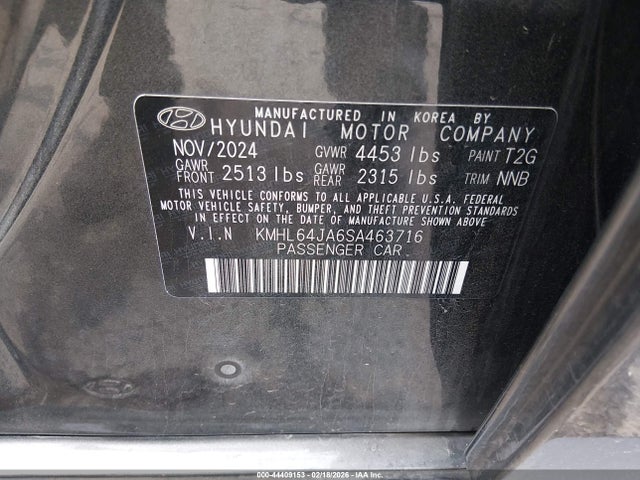 MANUFACTURED IN KOREA BY
HYUNDAI MOTOR COMPANY
NOV/2024 GVWR 4453 lbs PAINT T2G
GAWR FRONT 2513 lbs GAWR REAR 2315 lbs TRIM NNB
THIS VEHICLE CONFORMS TO ALL APPLICABLE U.S.A. FEDERAL
MOTOR VEHICLE SAFETY, BUMPER, AND THEFT PREVENTION STANDARDS
IN EFFECT ON THE DATE OF MANUFACTURE SHOWN ABOVE
V.I.N KMHL64JA6SA463716
PASSENGER CAR
000-44409153 - 02/18/2026 - IAAI.COM